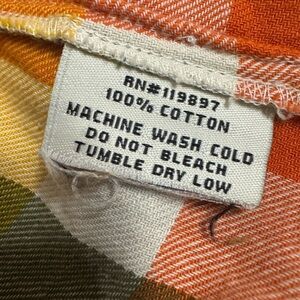 RN#119897
100% COTTON
MACHINE WASH COLD
DO NOT BLEACH
TUMBLE DRY LOW